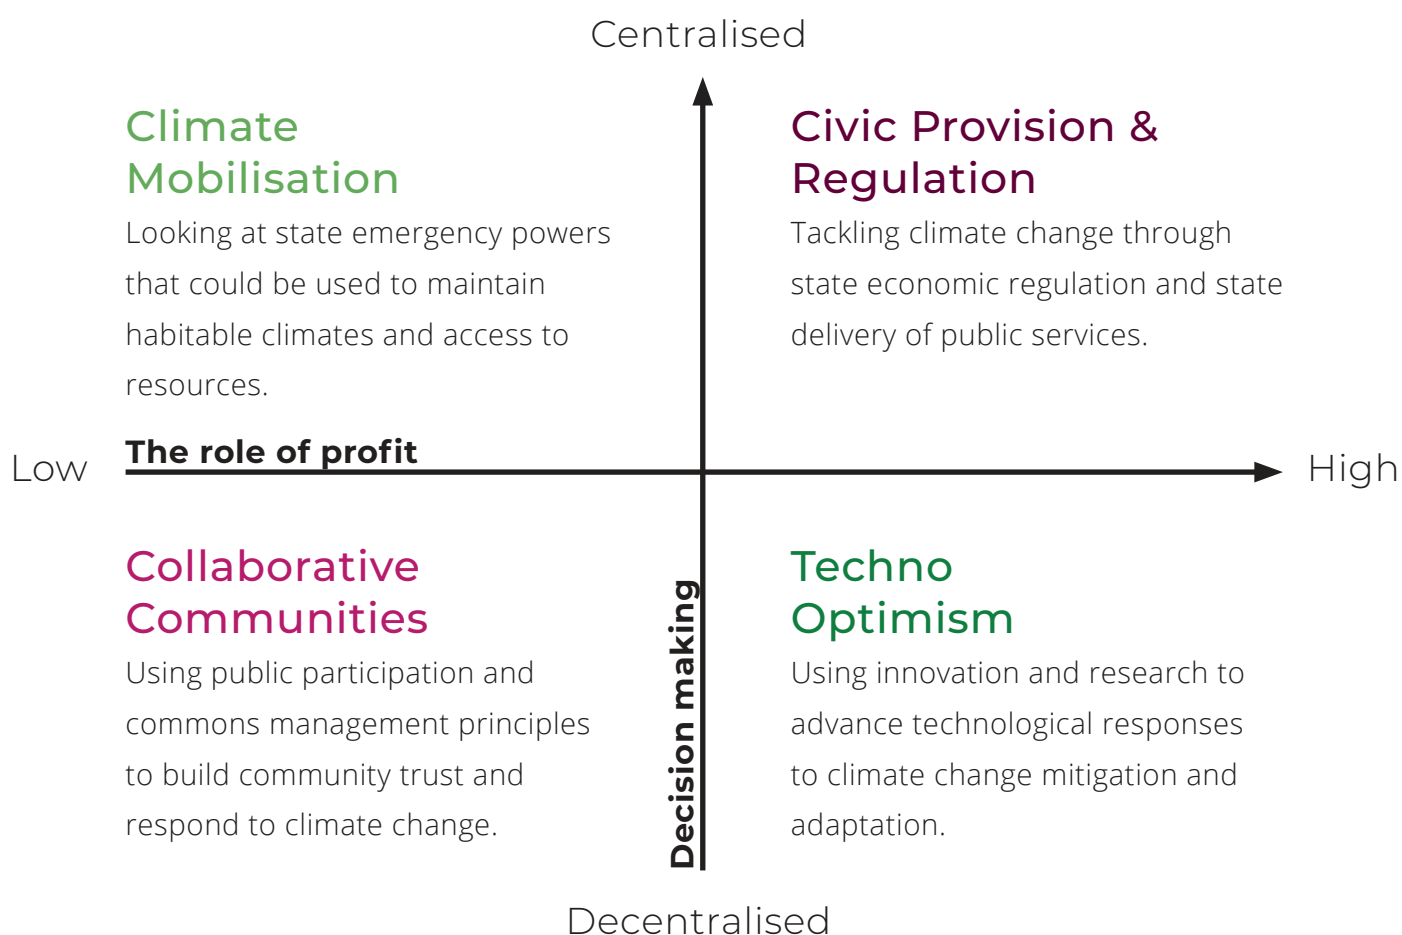 Centralised
Climate
Mobilisation
Looking at state emergency powers
that could be used to maintain
habitable climates and access to
resources.
Civic Provision &
Regulation
Tackling climate change through
state economic regulation and state
delivery of public services.
Low
The role of profit
High
Collaborative
Communities
Using public participation and
commons management principles
to build community trust and
respond to climate change.
Decision making
Techno
Optimism
Using innovation and research to
advance technological responses
to climate change mitigation and
adaptation.
Decentralised